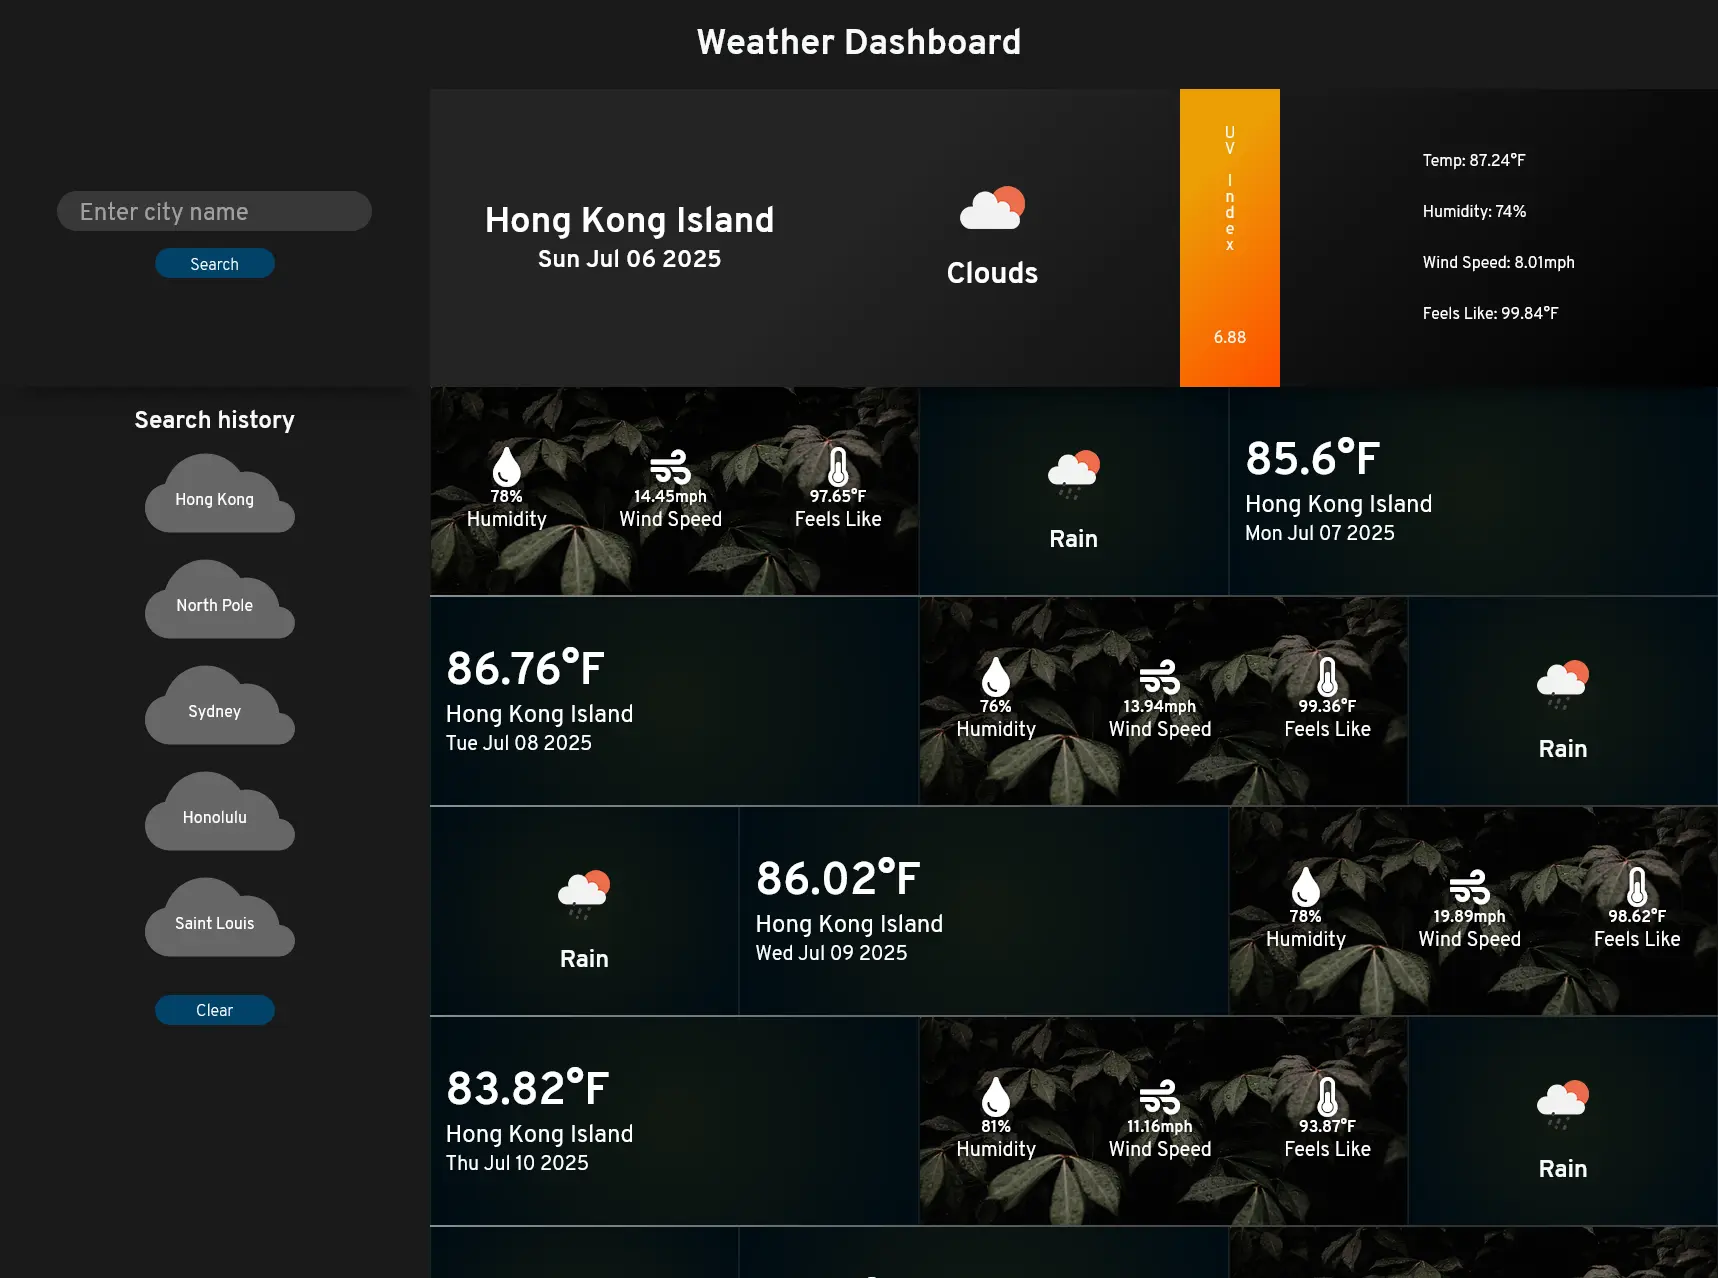 Weather Dashboard
Enter city name
Search
Hong Kong Island
Sun Jul 06 2025
Clouds
UV Index
6.88
Temp: 87.24°F
Humidity: 74%
Wind Speed: 8.01mph
Feels Like: 99.84°F
Search history
Hong Kong
North Pole
Sydney
Honolulu
Saint Louis
Clear
78%
Humidity
14.45mph
Wind Speed
97.65°F
Feels Like
Rain
85.6°F
Hong Kong Island
Mon Jul 07 2025
86.76°F
Hong Kong Island
Tue Jul 08 2025
76%
Humidity
13.94mph
Wind Speed
99.36°F
Feels Like
Rain
Rain
86.02°F
Hong Kong Island
Wed Jul 09 2025
78%
Humidity
19.89mph
Wind Speed
98.62°F
Feels Like
83.82°F
Hong Kong Island
Thu Jul 10 2025
81%
Humidity
11.16mph
Wind Speed
93.87°F
Feels Like
Rain